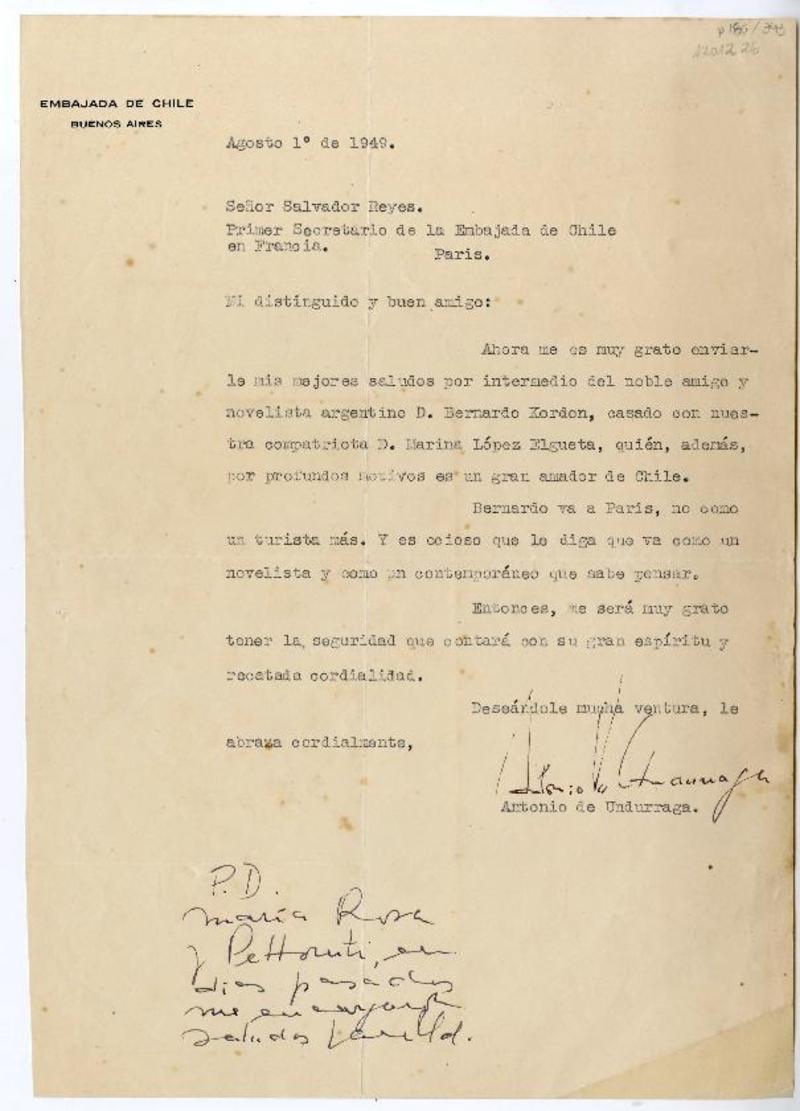 EMBAJADA DE CHILE
BUENOS AIRES
Agosto 1º de 1949.
Señor Salvador Reyes.
Primer Secretario de la Embajada de Chile
en Francia.
Paris.
Mi distinguido y buen amigo:
Ahora me es muy grato enviar-
le mis mejores saludos por intermedio del noble amigo y
novelista argentino D. Bernardo Kordon, casado con nues-
tra compatriota D. Marina López Elgueta, quién, además,
por profundos motivos es un gran amador de Chile.
Bernardo va a París, no como
un turista más. Y es ocioso que le diga que va como un
novelista y como un contemporáneo que sabe pensar.
Entonces, me será muy grato
tener la seguridad que contará con su gran espíritu y
recatada cordialidad.
Deseándole mucha ventura, le
abraza cordialmente,
Antonio de Undurraga
Antonio de Undurraga.
P.D.
María Rosa
y Pettoruti, en
días pasados
me encargaron
saludos para Ud.